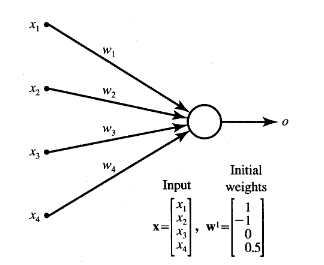 x1
w1
x2
w2
o
x3
w3
w4
x4
Initial
Input weights
x = [x1 x2 x3 x4], w¹ = [1 -1 0 0.5]